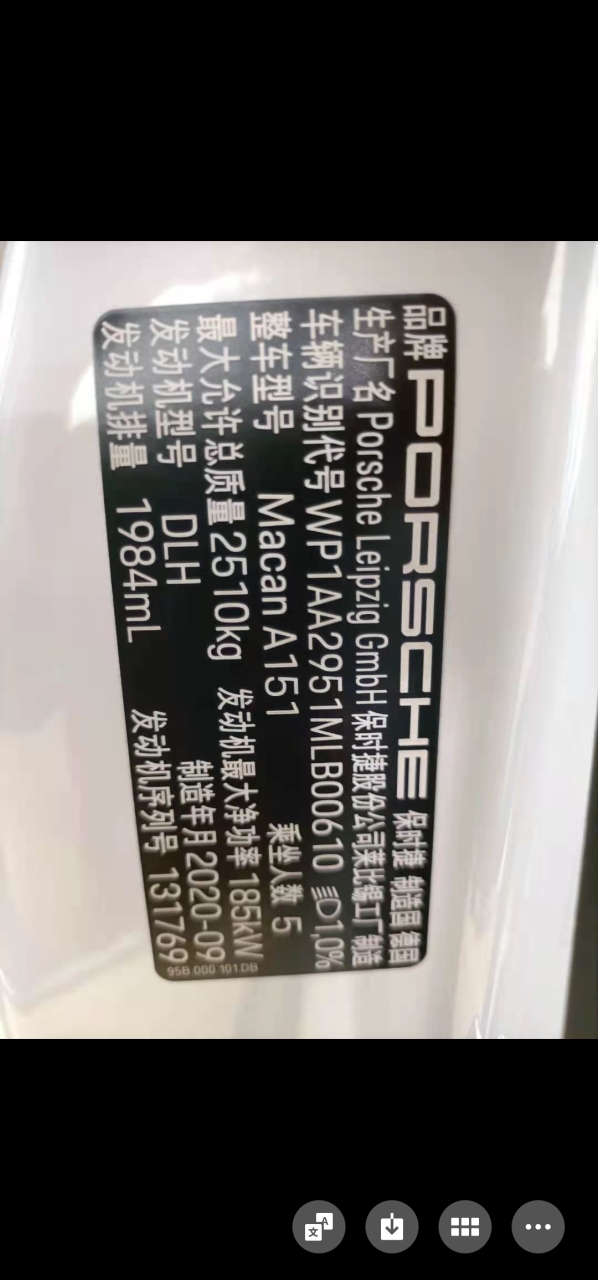 品牌 PORSCHE 保时捷 制造国 德国
生产厂名 Porsche Leipzig GmbH 保时捷股份公司莱比锡工厂制造
车辆识别代号 WP1AA2951MLB00610 1,0%
整车型号 Macan A151 乘坐人数 5
最大允许总质量 2510kg 发动机最大净功率 185kW
发动机型号 DLH 制造年月 2020-09
发动机排量 1984mL 发动机序列号 131769
95B 000 101 DB